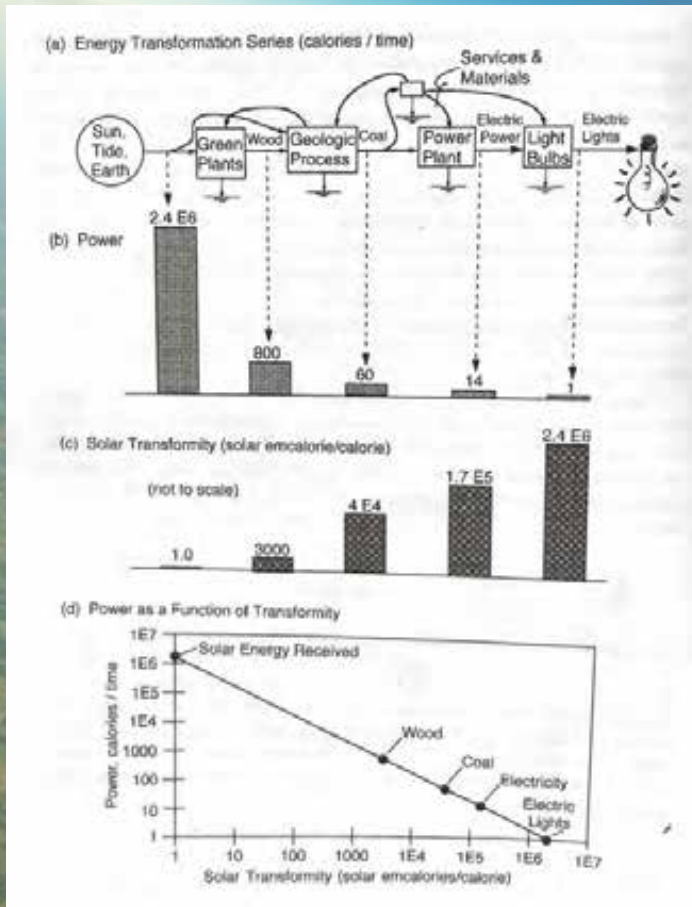 (a) Energy Transformation Series (calories / time)
Services &
Materials
Sun,
Tide,
Earth
Green
Plants
Wood
Geologic
Process
Coal
Power
Plant
Electric
Power
Light
Bulbs
Electric
Lights
(b) Power
2.4 E6
800
60
14
1
(c) Solar Transformity (solar emcalorie/calorie)
(not to scale)
1.0
3000
4 E4
1.7 E5
2.4 E6
(d) Power as a Function of Transformity
Power, calories / time
1E7
1E6
1E5
1E4
1000
100
10
1
Solar Energy Received
Wood
Coal
Electricity
Electric
Lights
1 10 100 1000 1E4 1E5 1E6 1E7
Solar Transformity (solar emcalories/calorie)